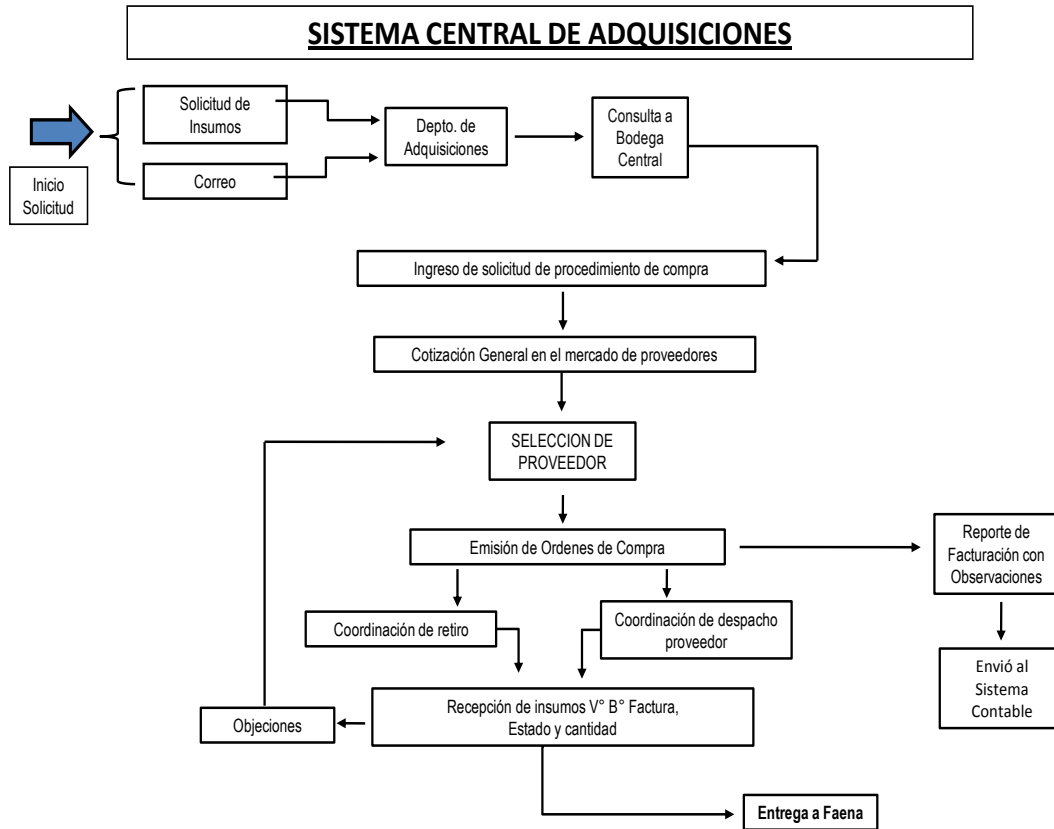 SISTEMA CENTRAL DE ADQUISICIONES
Solicitud de
Insumos
Correo
Inicio
Solicitud
Depto. de
Adquisiciones
Consulta a
Bodega
Central
Ingreso de solicitud de procedimiento de compra
Cotización General en el mercado de proveedores
SELECCION DE
PROVEEDOR
Emisión de Ordenes de Compra
Reporte de
Facturación con
Observaciones
Coordinación de retiro
Coordinación de despacho
proveedor
Envió al
Sistema
Contable
Recepción de insumos V° B° Factura,
Estado y cantidad
Objeciones
Entrega a Faena